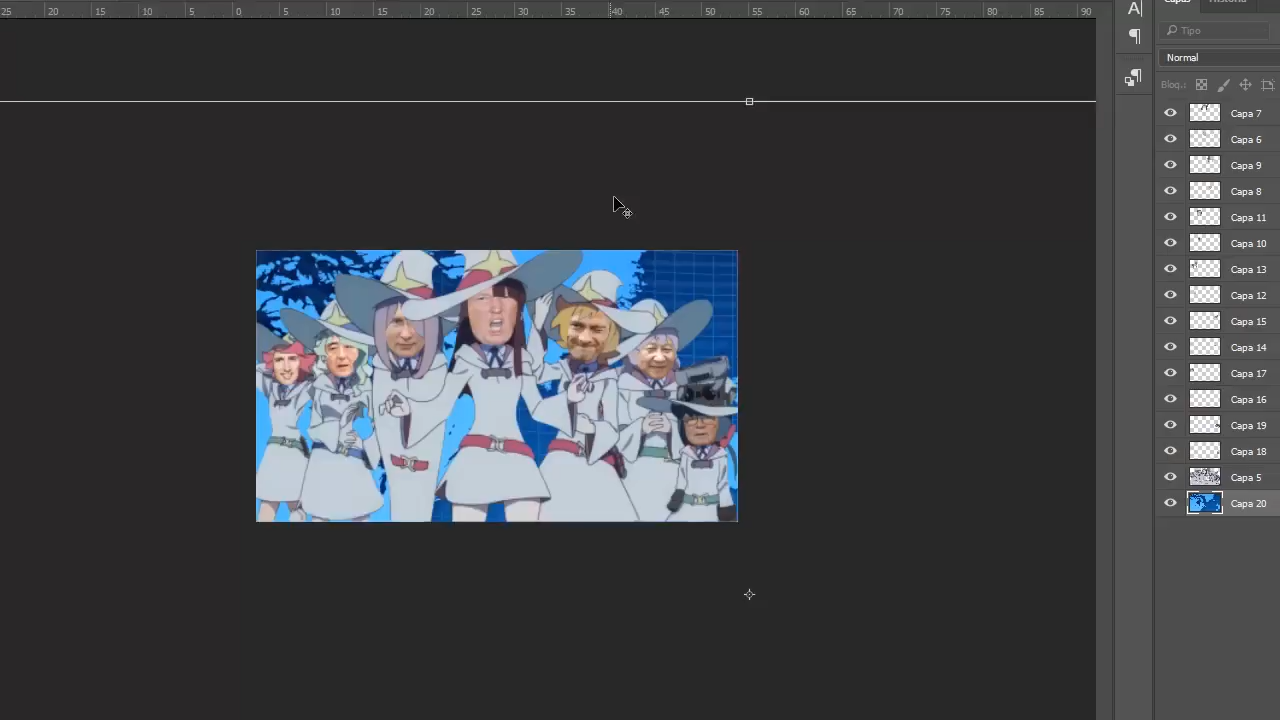 25 20 15 10 5 0 5 10 15 20 25 30 35 40 45 50 55 60 65 70 75 80 85 90
A
Tipo
Normal
Bloq.:
Capa 7
Capa 6
Capa 9
Capa 8
Capa 11
Capa 10
Capa 13
Capa 12
Capa 15
Capa 14
Capa 17
Capa 16
Capa 19
Capa 18
Capa 5
Capa 20